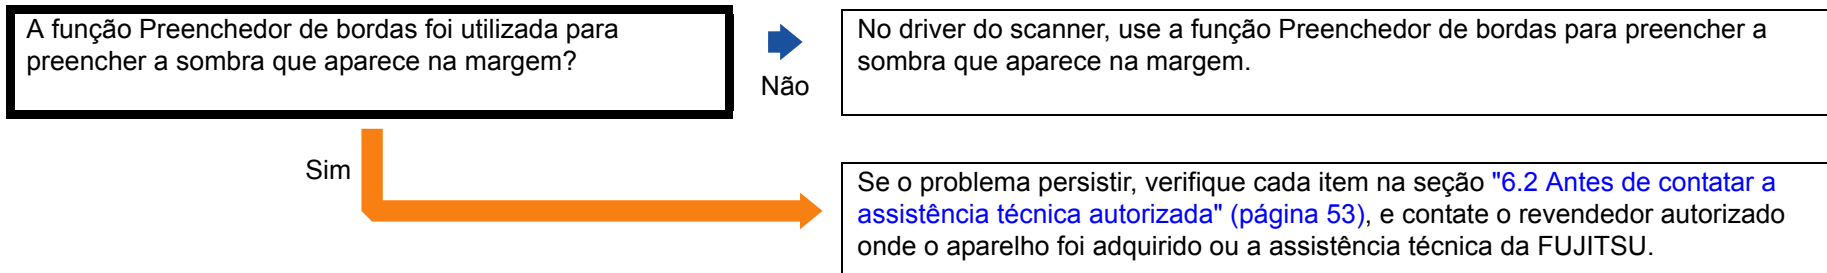 A função Preenchedor de bordas foi utilizada para
preencher a sombra que aparece na margem?
Não
No driver do scanner, use a função Preenchedor de bordas para preencher a
sombra que aparece na margem.
Sim
Se o problema persistir, verifique cada item na seção "6.2 Antes de contatar a
assistência técnica autorizada" (página 53), e contate o revendedor autorizado
onde o aparelho foi adquirido ou a assistência técnica da FUJITSU.